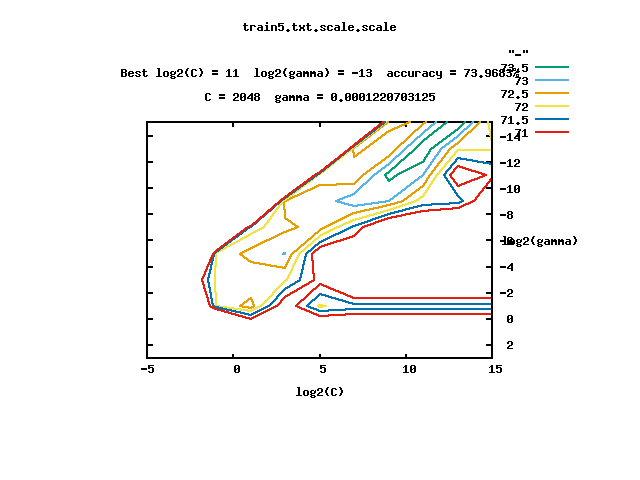 train5.txt.scale.scale
"-"
Best log2(C) = 11 log2(gamma) = -13 accuracy = 73.9683%
73.5
73
C = 2048 gamma = 0.0001220703125
72.5
72
71.5
71
-14
-12
-10
-8
-6
log2(gamma)
-4
-2
0
2
-5 0 5 10 15
log2(C)